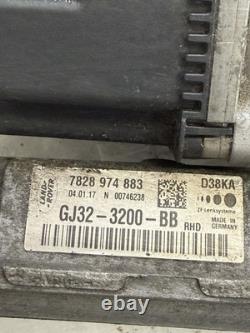 LAND ROVER
7828 974 883
D38KA
04.01.17 N 00746238
ZF-Lenksysteme
GJ32-3200-BB
RHD
MADE IN GERMANY